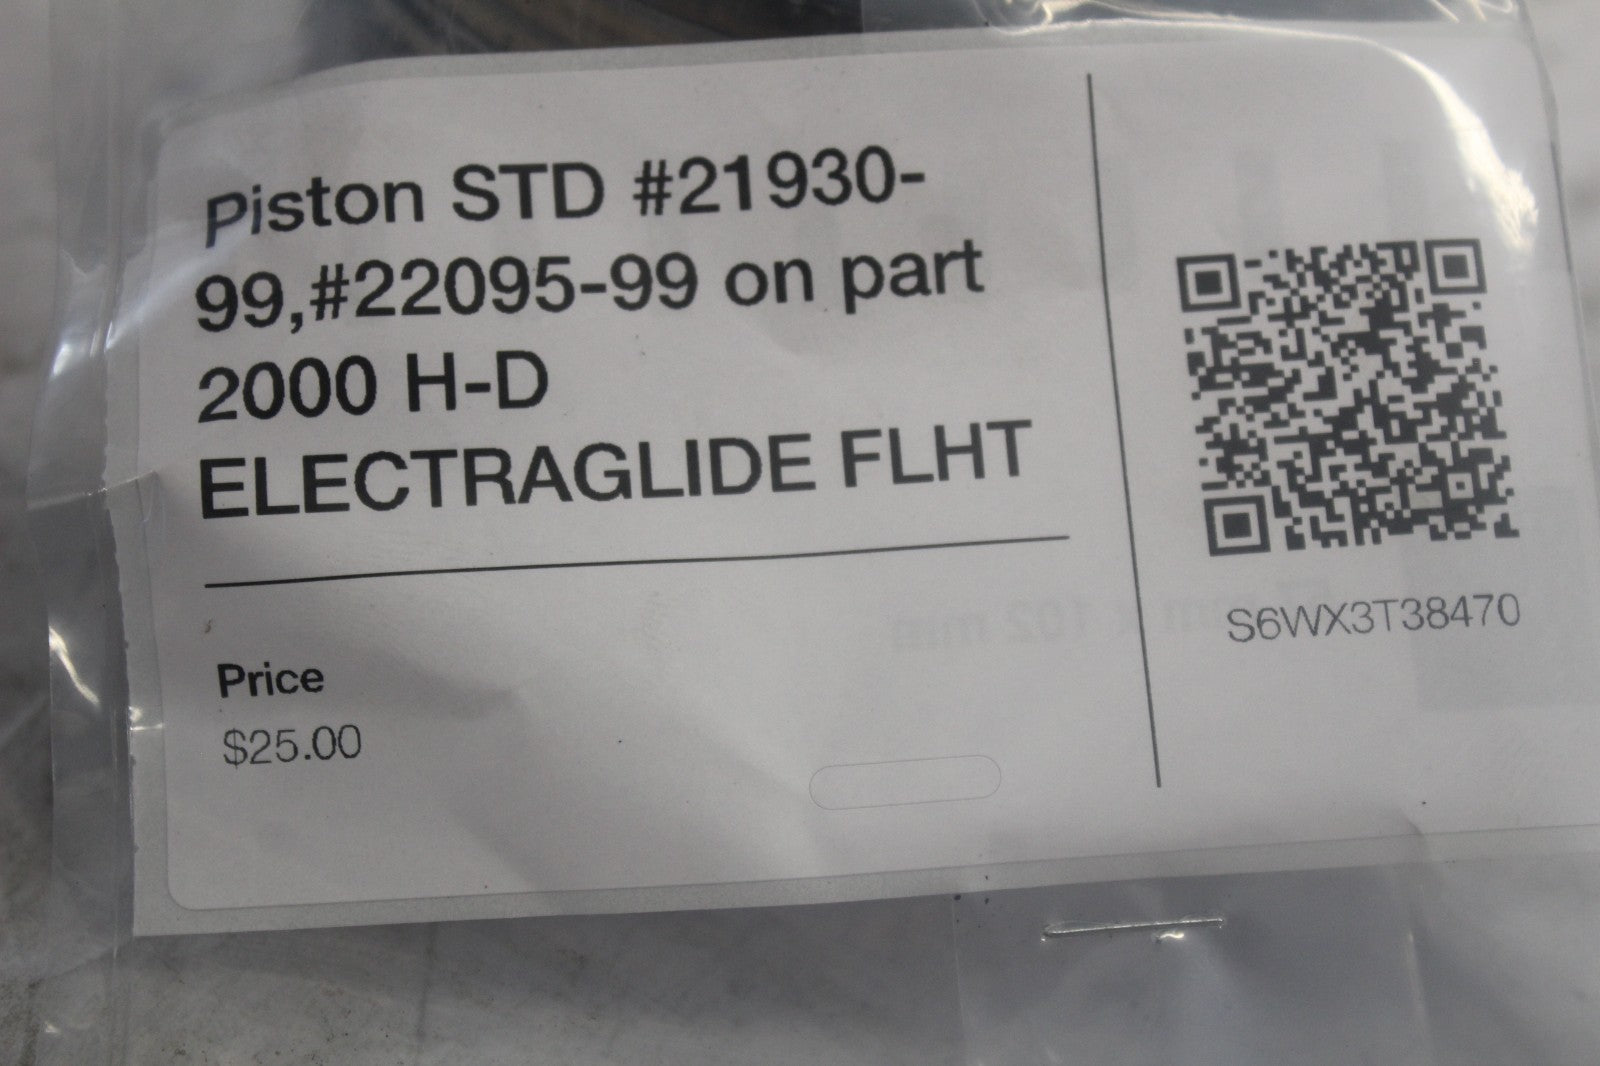 Piston STD #21930-
99,#22095-99 on part
2000 H-D
ELECTRAGLIDE FLHT
Price
$25.00
S6WX3T38470